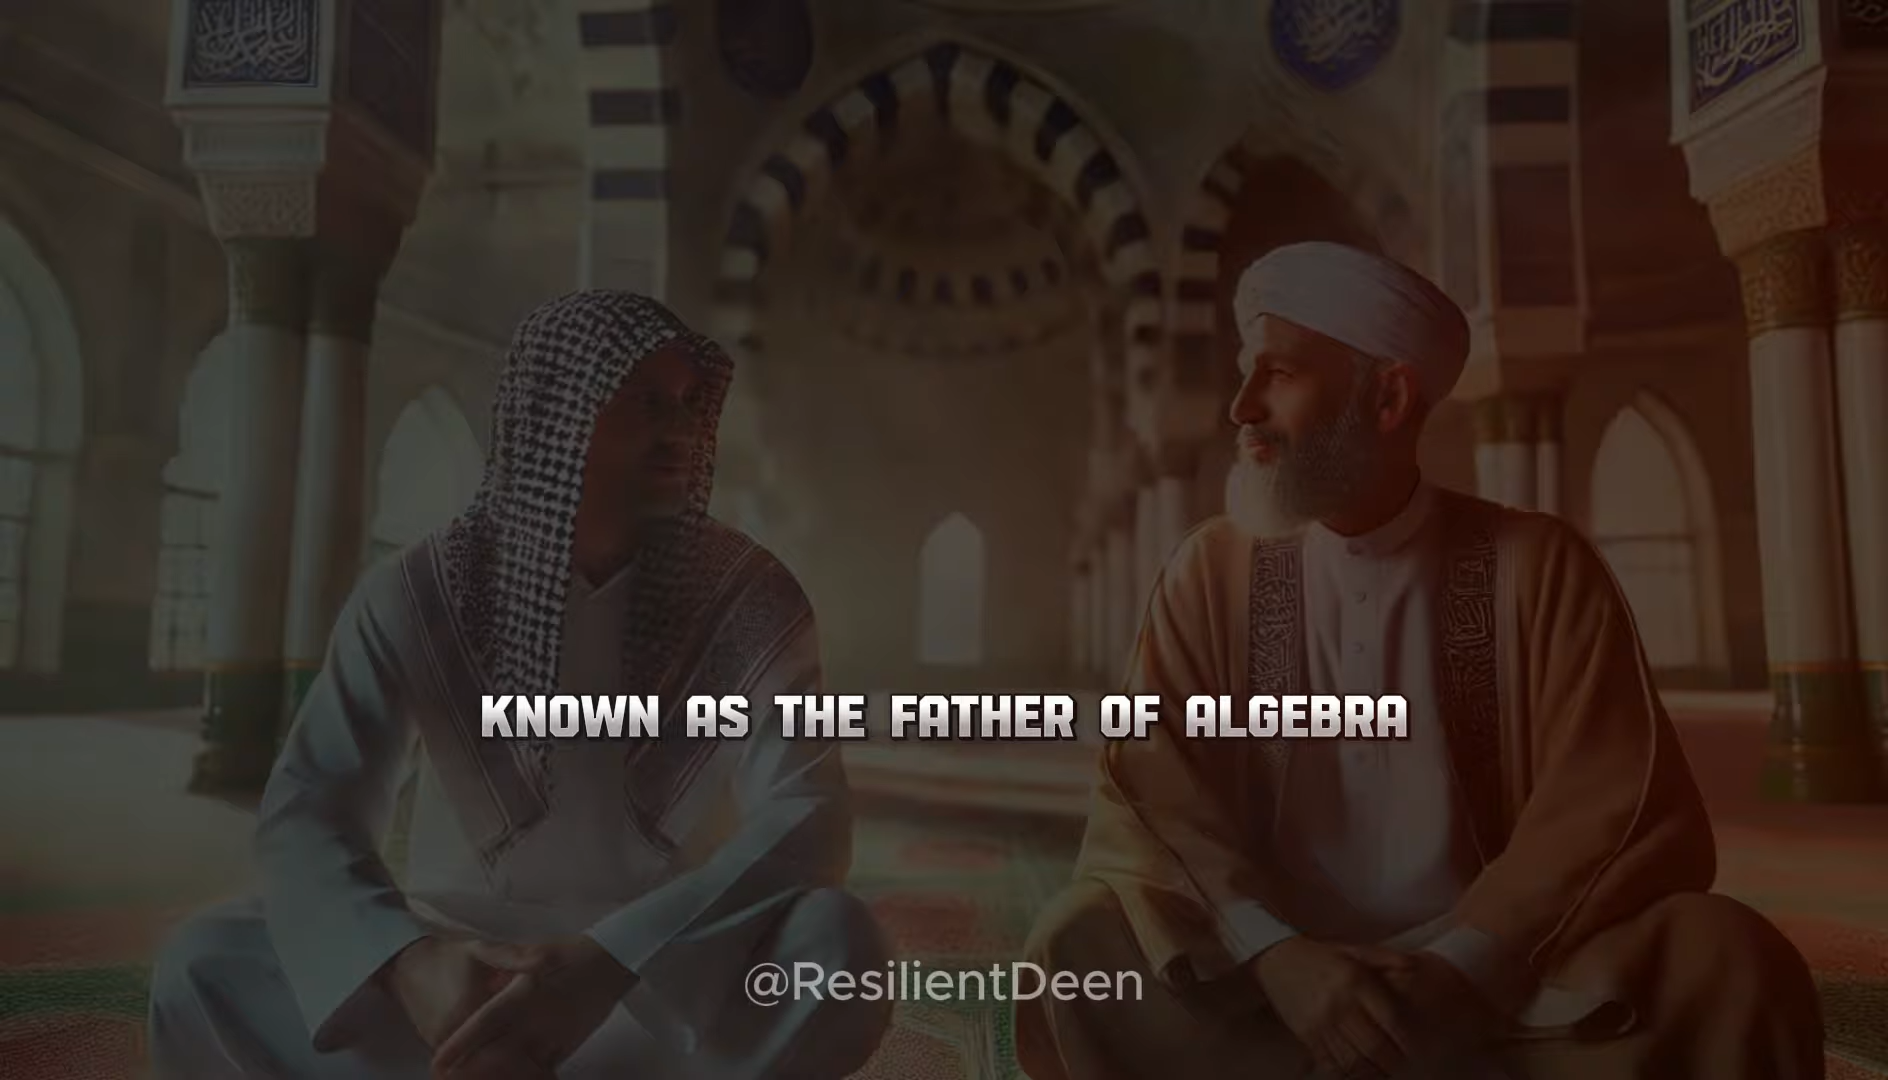 KNOWN AS THE FATHER OF ALGEBRA
@ResilientDeen